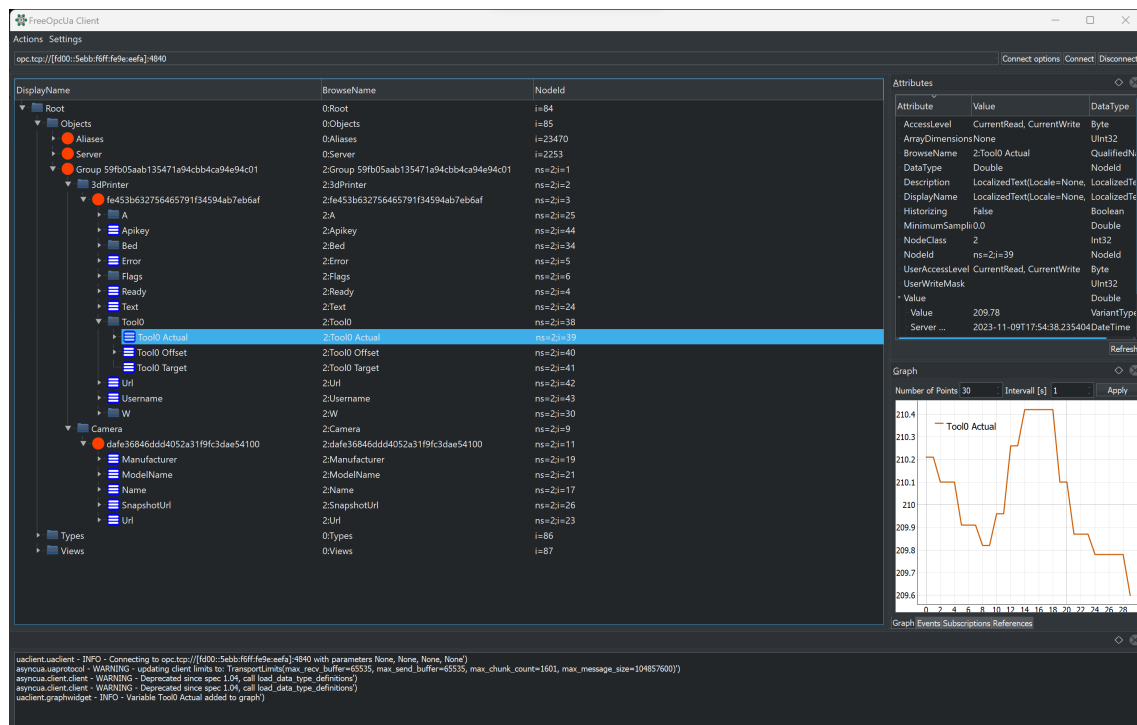 FreeOpcUa Client
Actions Settings
opc.tcp://[fd00::5ebb:f6ff:fe9e:eefa]:4840
Connect options Connect Disconnect
DisplayName BrowseName NodeId
Root 0:Root i=84
Objects 0:Objects i=85
Aliases 0:Aliases i=23470
Server 0:Server i=2253
Group 59fb05aab135471a94cbb4ca94e94c01 2:Group 59fb05aab135471a94cbb4ca94e94c01 ns=2;i=1
3dPrinter 2:3dPrinter ns=2;i=2
fe453b632756465791f34594ab7eb6af 2:fe453b632756465791f34594ab7eb6af ns=2;i=3
A 2:A ns=2;i=25
Apikey 2:Apikey ns=2;i=44
Bed 2:Bed ns=2;i=34
Error 2:Error ns=2;i=5
Flags 2:Flags ns=2;i=6
Ready 2:Ready ns=2;i=4
Text 2:Text ns=2;i=24
Tool0 2:Tool0 ns=2;i=38
Tool0 Actual 2:Tool0 Actual ns=2;i=39
Tool0 Offset 2:Tool0 Offset ns=2;i=40
Tool0 Target 2:Tool0 Target ns=2;i=41
Url 2:Url ns=2;i=42
Username 2:Username ns=2;i=43
W 2:W ns=2;i=30
Camera 2:Camera ns=2;i=9
dafe36846ddd4052a31f9fc3dae54100 2:dafe36846ddd4052a31f9fc3dae54100 ns=2;i=11
Manufacturer 2:Manufacturer ns=2;i=19
ModelName 2:ModelName ns=2;i=21
Name 2:Name ns=2;i=17
SnapshotUrl 2:SnapshotUrl ns=2;i=26
Url 2:Url ns=2;i=23
Types 0:Types i=86
Views 0:Views i=87
Attributes
Attribute Value DataType
AccessLevel CurrentRead, CurrentWrite Byte
ArrayDimensions None UInt32
BrowseName 2:Tool0 Actual QualifiedNa
DataType Double NodeId
Description LocalizedText(Locale=None, LocalizedTe
DisplayName LocalizedText(Locale=None, LocalizedTe
Historizing False Boolean
MinimumSampli 0.0 Double
NodeClass 2 Int32
NodeId ns=2;i=39 NodeId
UserAccessLevel CurrentRead, CurrentWrite Byte
UserWriteMask UInt32
Value Double
Value 209.78 VariantType
Server ... 2023-11-09T17:54:38.235404 DateTime
Refresh
Graph
Number of Points 30 Intervall [s] 1 Apply
Tool0 Actual
210.4
210.3
210.2
210.1
210
209.9
209.8
209.7
209.6
0 2 4 6 8 10 12 14 16 18 20 22 24 26 28
Graph Events Subscriptions References
uaclient.uaclient - INFO - Connecting to opc.tcp://[fd00::5ebb:f6ff:fe9e:eefa]:4840 with parameters None, None, None, None')
asyncua.uaprotocol - WARNING - updating client limits to: TransportLimits(max_recv_buffer=65535, max_send_buffer=65535, max_chunk_count=1601, max_message_size=104857600)')
asyncua.client.client - WARNING - Deprecated since spec 1.04, call load_data_type_definitions')
asyncua.client.client - WARNING - Deprecated since spec 1.04, call load_data_type_definitions')
uaclient.graphwidget - INFO - Variable Tool0 Actual added to graph')